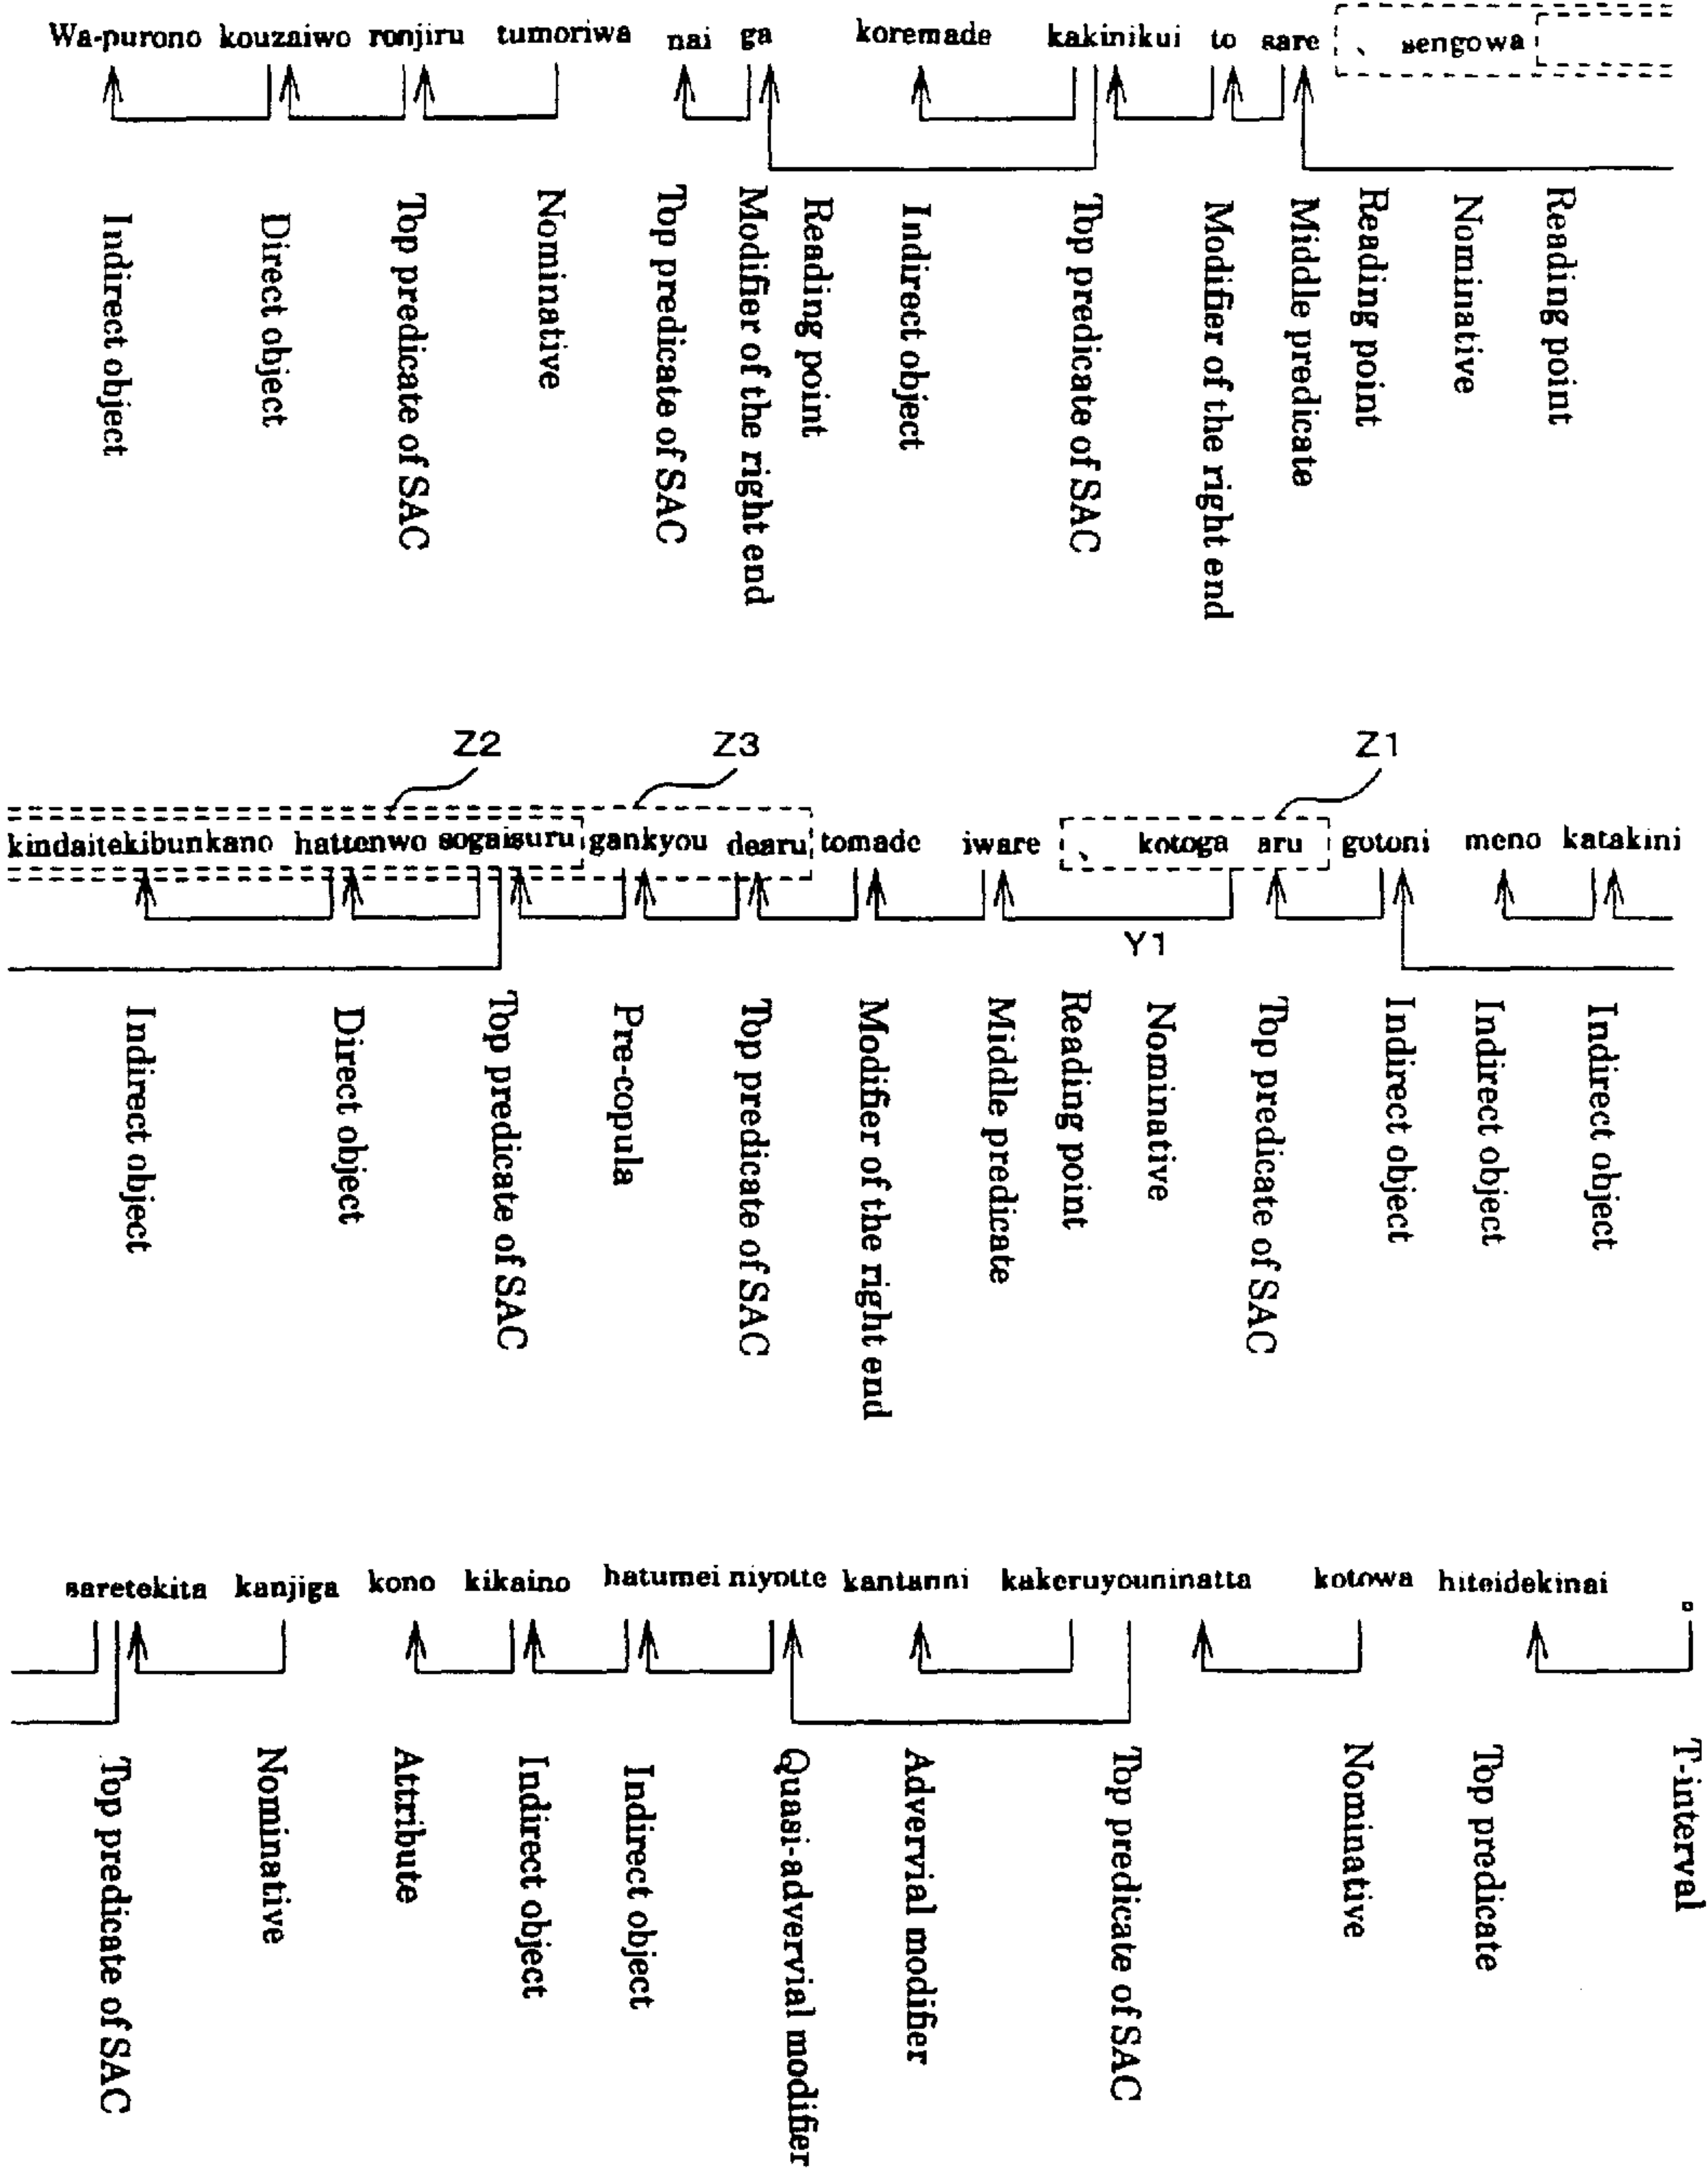 Wa-purono kouzaiwo ronjiru tumoriwa nai ga koremade kakinikui to sare 、 sengowa
Indirect object
Direct object
Top predicate of SAC
Nominative
Top predicate of SAC
Modifier of the right end
Reading point
Indirect object
Top predicate of SAC
Modifier of the right end
Middle predicate
Reading point
Nominative
Reading point
Z2 Z3 Z1
kindaitekibunkano hattenwo sogaisuru gankyou dearu tomade iware 、 kotoga aru gotoni meno katakini
Y1
Indirect object
Direct object
Top predicate of SAC
Pre-copula
Top predicate of SAC
Modifier of the right end
Middle predicate
Reading point
Nominative
Top predicate of SAC
Indirect object
Indirect object
Indirect object
saretekita kanjiga kono kikaino hatumei niyotte kantanni kakeruyouninatta kotowa hiteidekinai 。
Top predicate of SAC
Nominative
Attribute
Indirect object
Indirect object
Quasi-advervial modifier
Advervial modifier
Top predicate of SAC
Nominative
Top predicate
T-interval